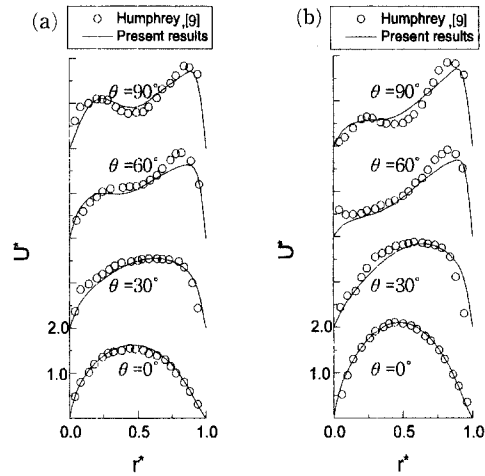 (a)
Humphrey,[9]
Present results
θ=90°
θ=60°
θ=30°
θ=0°
U*
2.0
1.0
0.0
0.5
1.0
r*
(b)
Humphrey,[9]
Present results
θ=90°
θ=60°
θ=30°
θ=0°
U*
2.0
1.0
0.0
0.5
1.0
r*